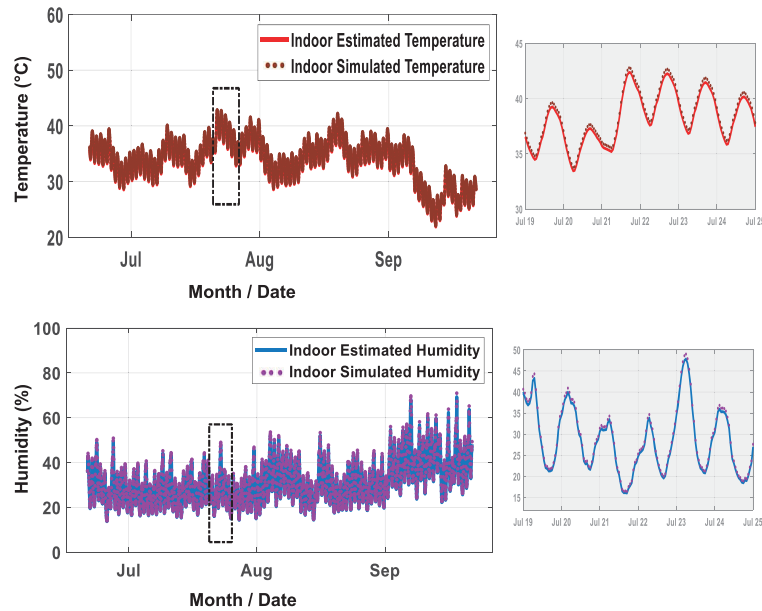 60
50
40
30
20
Temperature (°C)
Indoor Estimated Temperature
Indoor Simulated Temperature
Jul Aug Sep
Month / Date
45
40
35
30
Jul 19 Jul 20 Jul 21 Jul 22 Jul 23 Jul 24 Jul 25
100
80
60
40
20
0
Humidity (%)
Indoor Estimated Humidity
Indoor Simulated Humidity
Jul Aug Sep
Month / Date
50
45
40
35
30
25
20
15
Jul 19 Jul 20 Jul 21 Jul 22 Jul 23 Jul 24 Jul 25